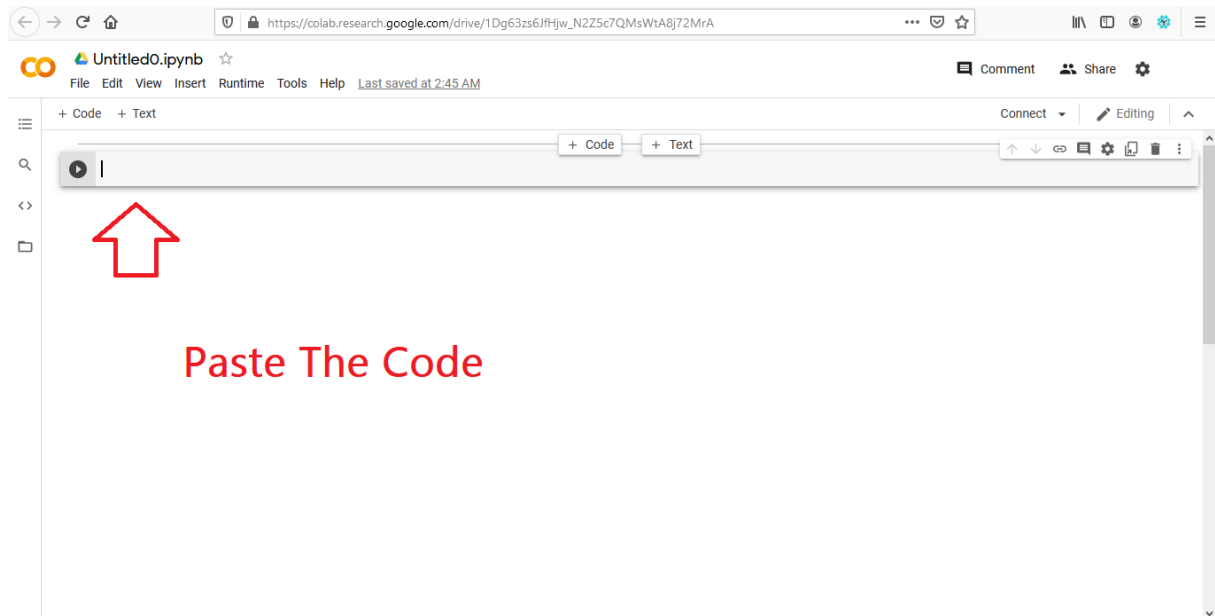 https://colab.research.google.com/drive/1Dg63zs6JfHjw_N2Z5c7QMsWtA8j72MrA
Untitled0.ipynb
Comment Share
File Edit View Insert Runtime Tools Help Last saved at 2:45 AM
+ Code + Text Connect Editing
+ Code + Text
Paste The Code